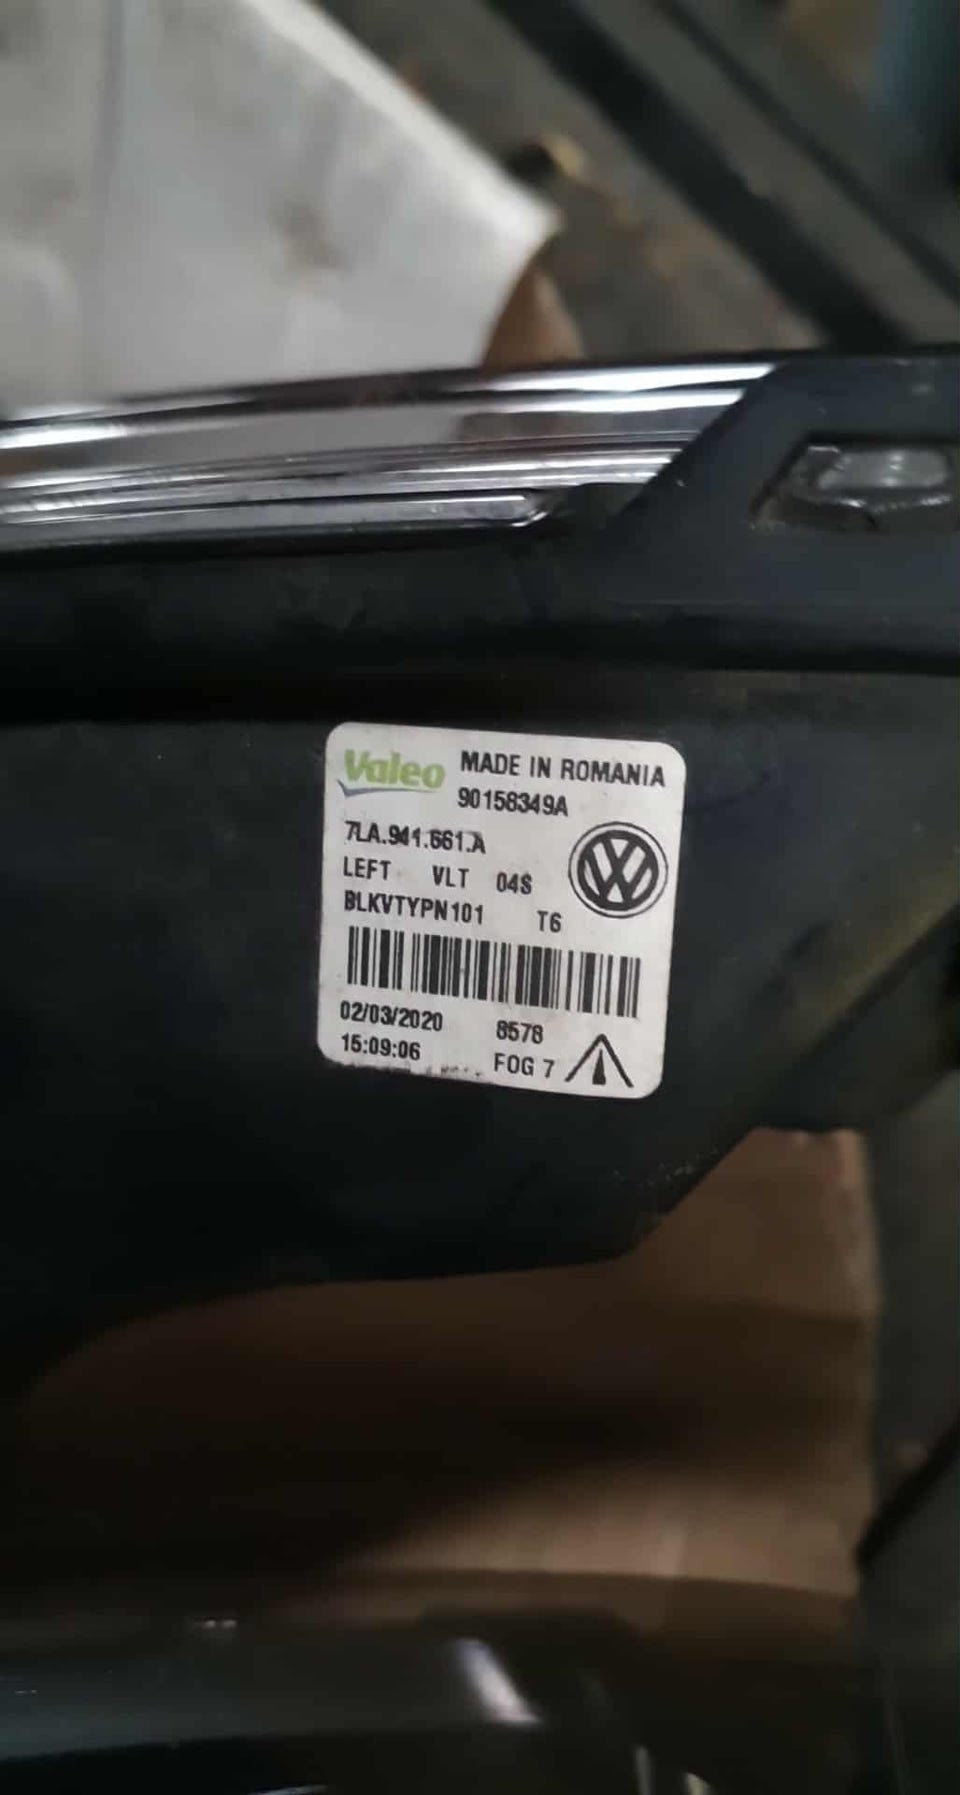 Valeo MADE IN ROMANIA
90158349A
7LA.941.661.A
LEFT VLT 04S
BLKVTYPN101 T6
02/03/2020 8578
15:09:06 FOG 7